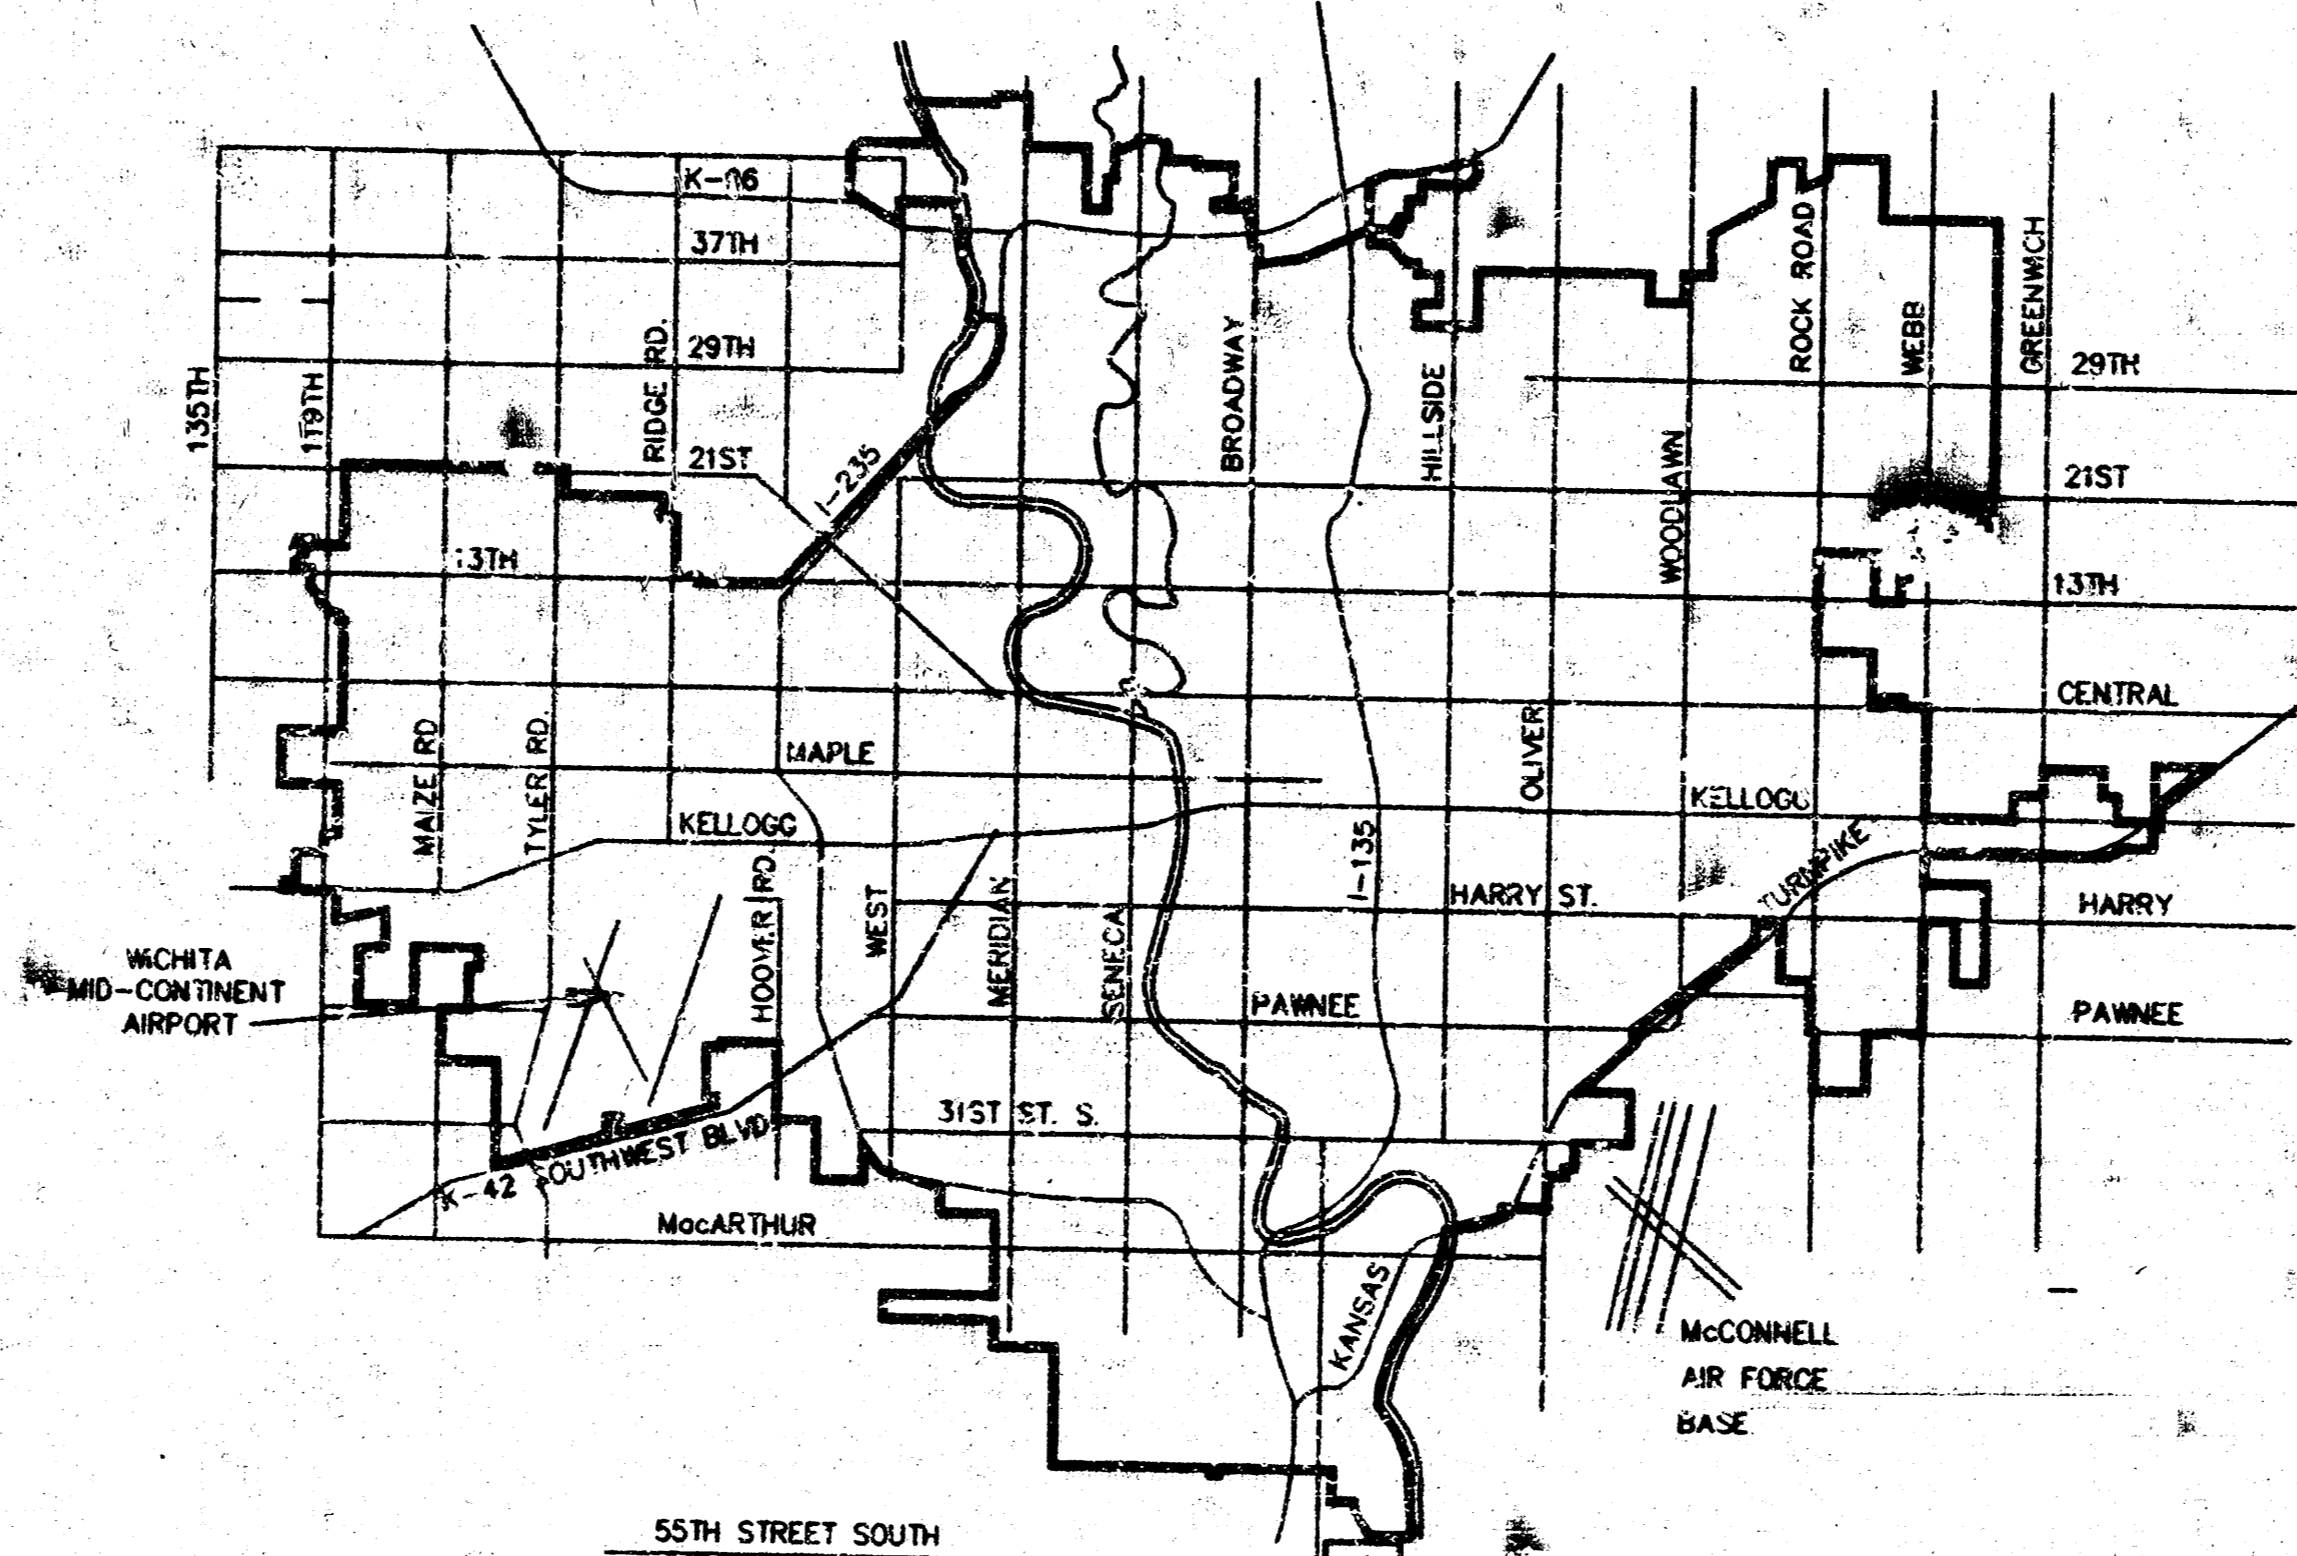 37TH
29TH
RIDGE RD.
135TH
119TH
21ST
I-235
13TH
BROADWAY
HILLSIDE
WOODLAWN
ROCK ROAD
WEBB
GREENWICH
29TH
21ST
13TH
CENTRAL
MAIZE RD
TYLER RD.
MAPLE
KELLOGG
OLIVER
KELLOGG
I-135
TURNPIKE
HOOVER RD.
WEST
MERIDIAN
SENECA
HARRY ST.
HARRY
WICHITA
MID-CONTINENT
AIRPORT
PAWNEE
PAWNEE
31ST ST. S.
K-42
SOUTHWEST BLVD
MacARTHUR
KANSAS
McCONNELL
AIR FORCE
BASE
55TH STREET SOUTH